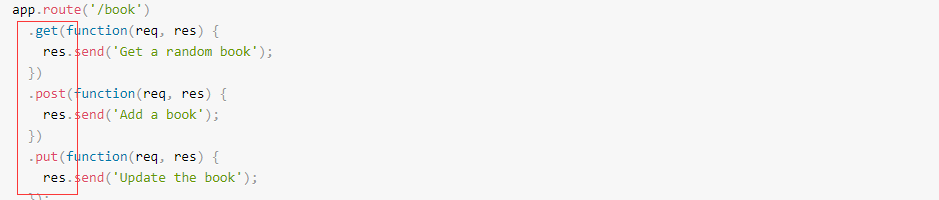 app.route('/book')
  .get(function(req, res) {
    res.send('Get a random book');
  })
  .post(function(req, res) {
    res.send('Add a book');
  })
  .put(function(req, res) {
    res.send('Update the book');
  });